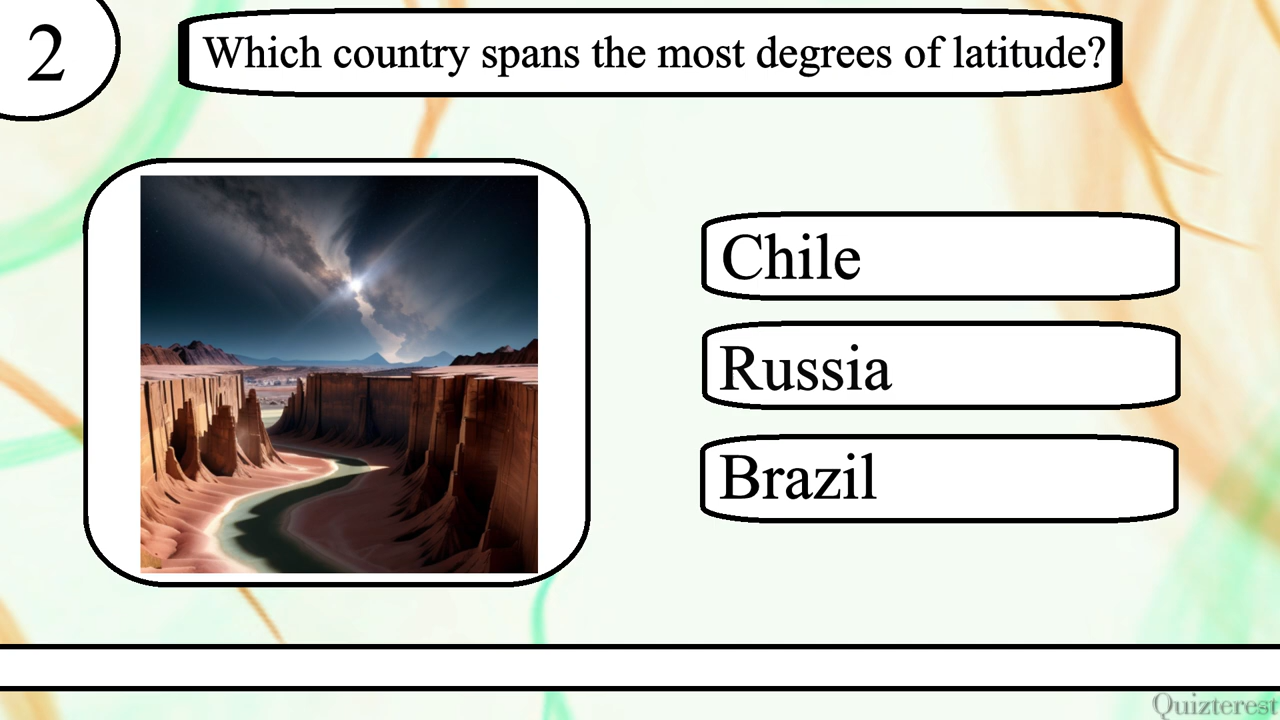 2
Which country spans the most degrees of latitude?
Chile
Russia
Brazil
Quizterest